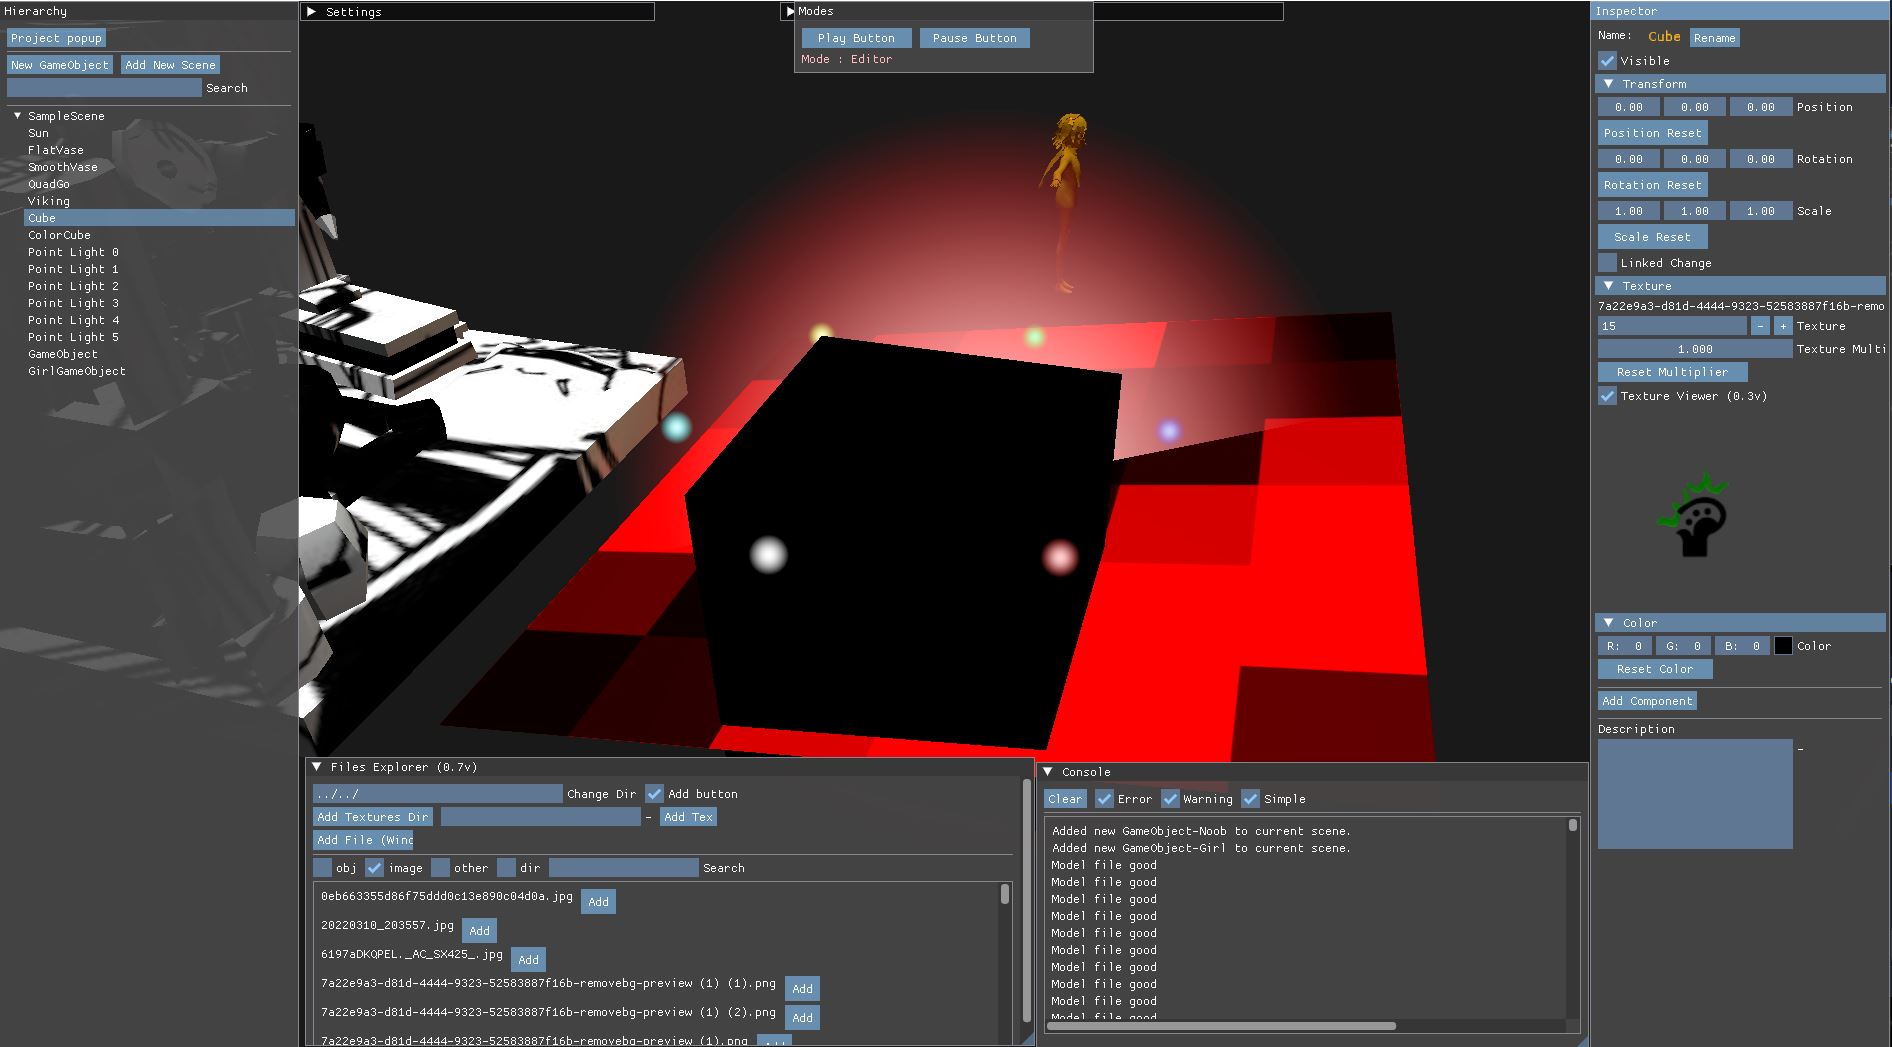 Hierarchy
Project popup
New GameObject Add New Scene
Search
SampleScene
Sun
FlatVase
SmoothVase
QuadGo
Viking
Cube
ColorCube
Point Light 0
Point Light 1
Point Light 2
Point Light 3
Point Light 4
Point Light 5
GameObject
GirlGameObject
Settings
Modes
Play Button Pause Button
Mode : Editor
Inspector
Name: Cube Rename
Visible
Transform
0.00 0.00 0.00 Position
Position Reset
0.00 0.00 0.00 Rotation
Rotation Reset
1.00 1.00 1.00 Scale
Scale Reset
Linked Change
Texture
7a22e9a3-d81d-4444-9323-52583887f16b-remo
15 - + Texture
1.000 Texture Multi
Reset Multiplier
Texture Viewer (0.3v)
Color
R: 0 G: 0 B: 0 Color
Reset Color
Add Component
Description
-
Files Explorer (0.7v)
../../ Change Dir Add button
Add Textures Dir - Add Tex
Add File (Winc
obj image other dir Search
0eb663355d86f75ddd0c13e890c04d0a.jpg Add
20220310_203557.jpg Add
6197aDKQPEL._AC_SX425_.jpg Add
7a22e9a3-d81d-4444-9323-52583887f16b-removebg-preview (1) (1).png Add
7a22e9a3-d81d-4444-9323-52583887f16b-removebg-preview (1) (2).png Add
7a22e9a3-d81d-4444-9323-52583887f16b-removebg-preview (1).png Add
Console
Clear Error Warning Simple
Added new GameObject-Noob to current scene.
Added new GameObject-Girl to current scene.
Model file good
Model file good
Model file good
Model file good
Model file good
Model file good
Model file good
Model file good
Model file good
Model file good